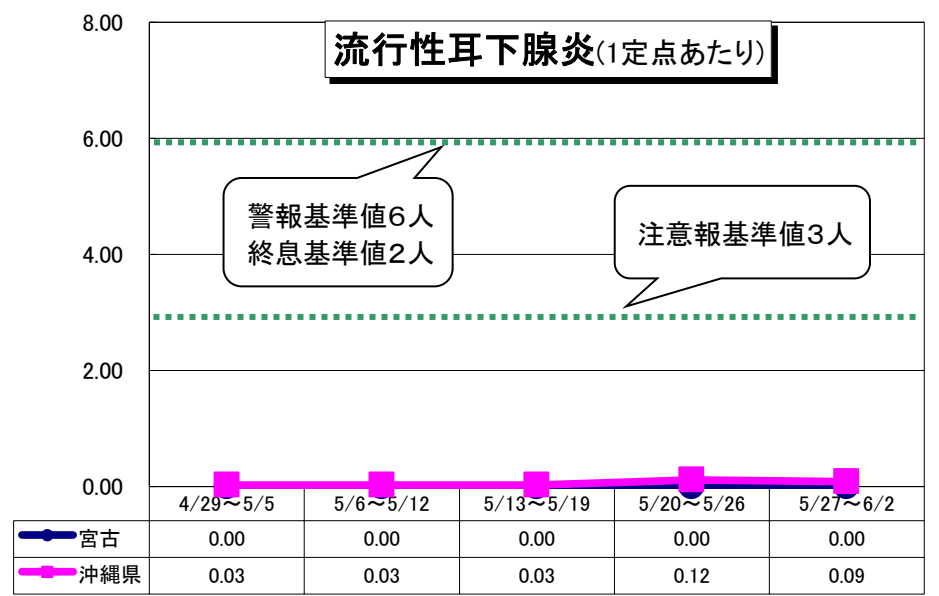 流行性耳下腺炎(1定点あたり)
8.00
6.00
警報基準値6人
終息基準値2人
注意報基準値3人
4.00
2.00
0.00
4/29～5/5 5/6～5/12 5/13～5/19 5/20～5/26 5/27～6/2
宮古 0.00 0.00 0.00 0.00 0.00
沖縄県 0.03 0.03 0.03 0.12 0.09